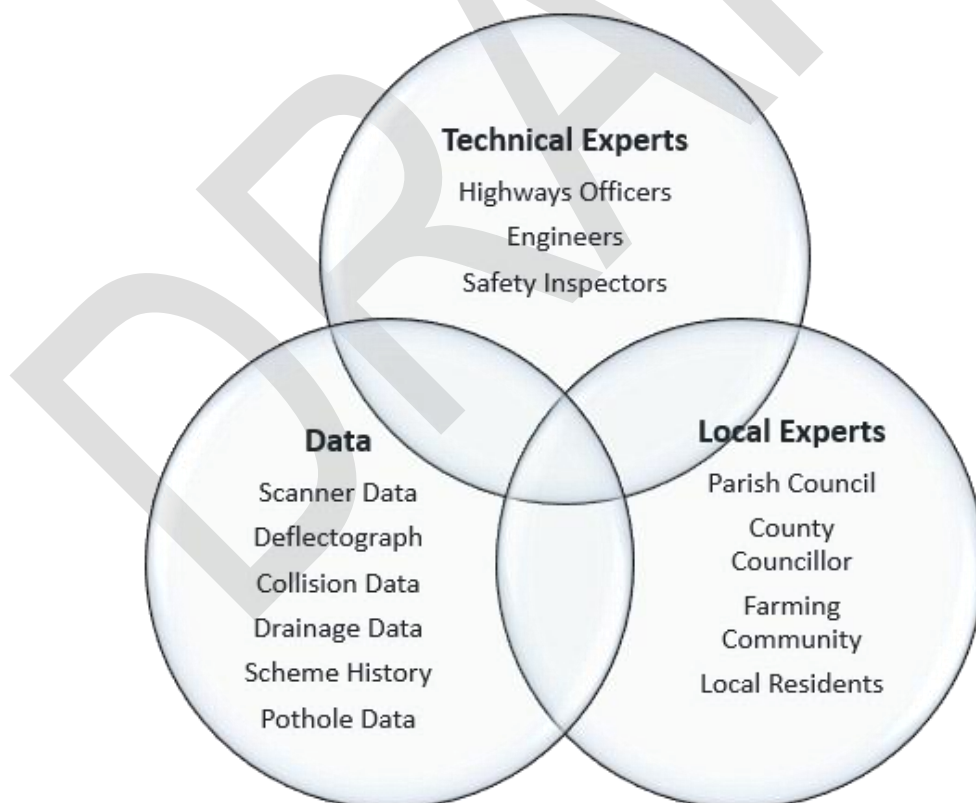 Technical Experts
Highways Officers
Engineers
Safety Inspectors
Data
Scanner Data
Deflectograph
Collision Data
Drainage Data
Scheme History
Pothole Data
Local Experts
Parish Council
County
Councillor
Farming
Community
Local Residents
DRA